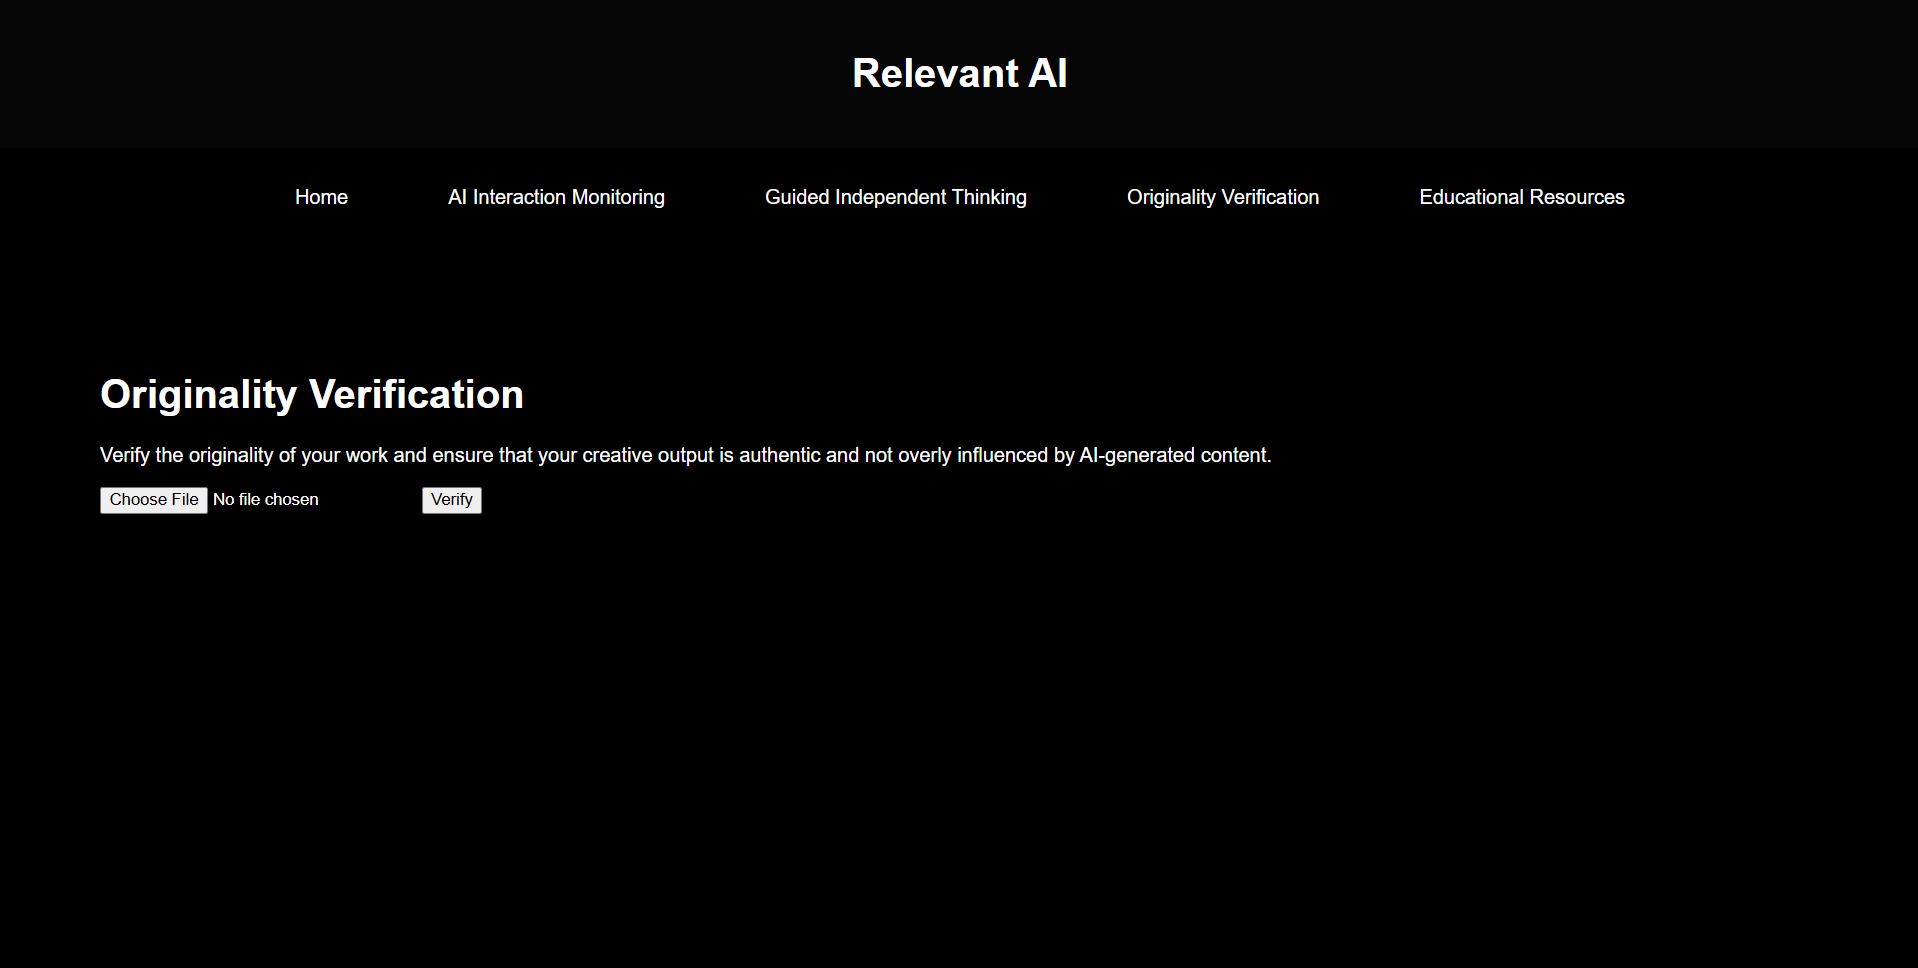 Relevant AI
Home AI Interaction Monitoring Guided Independent Thinking Originality Verification Educational Resources
Originality Verification
Verify the originality of your work and ensure that your creative output is authentic and not overly influenced by AI-generated content.
Choose File No file chosen Verify